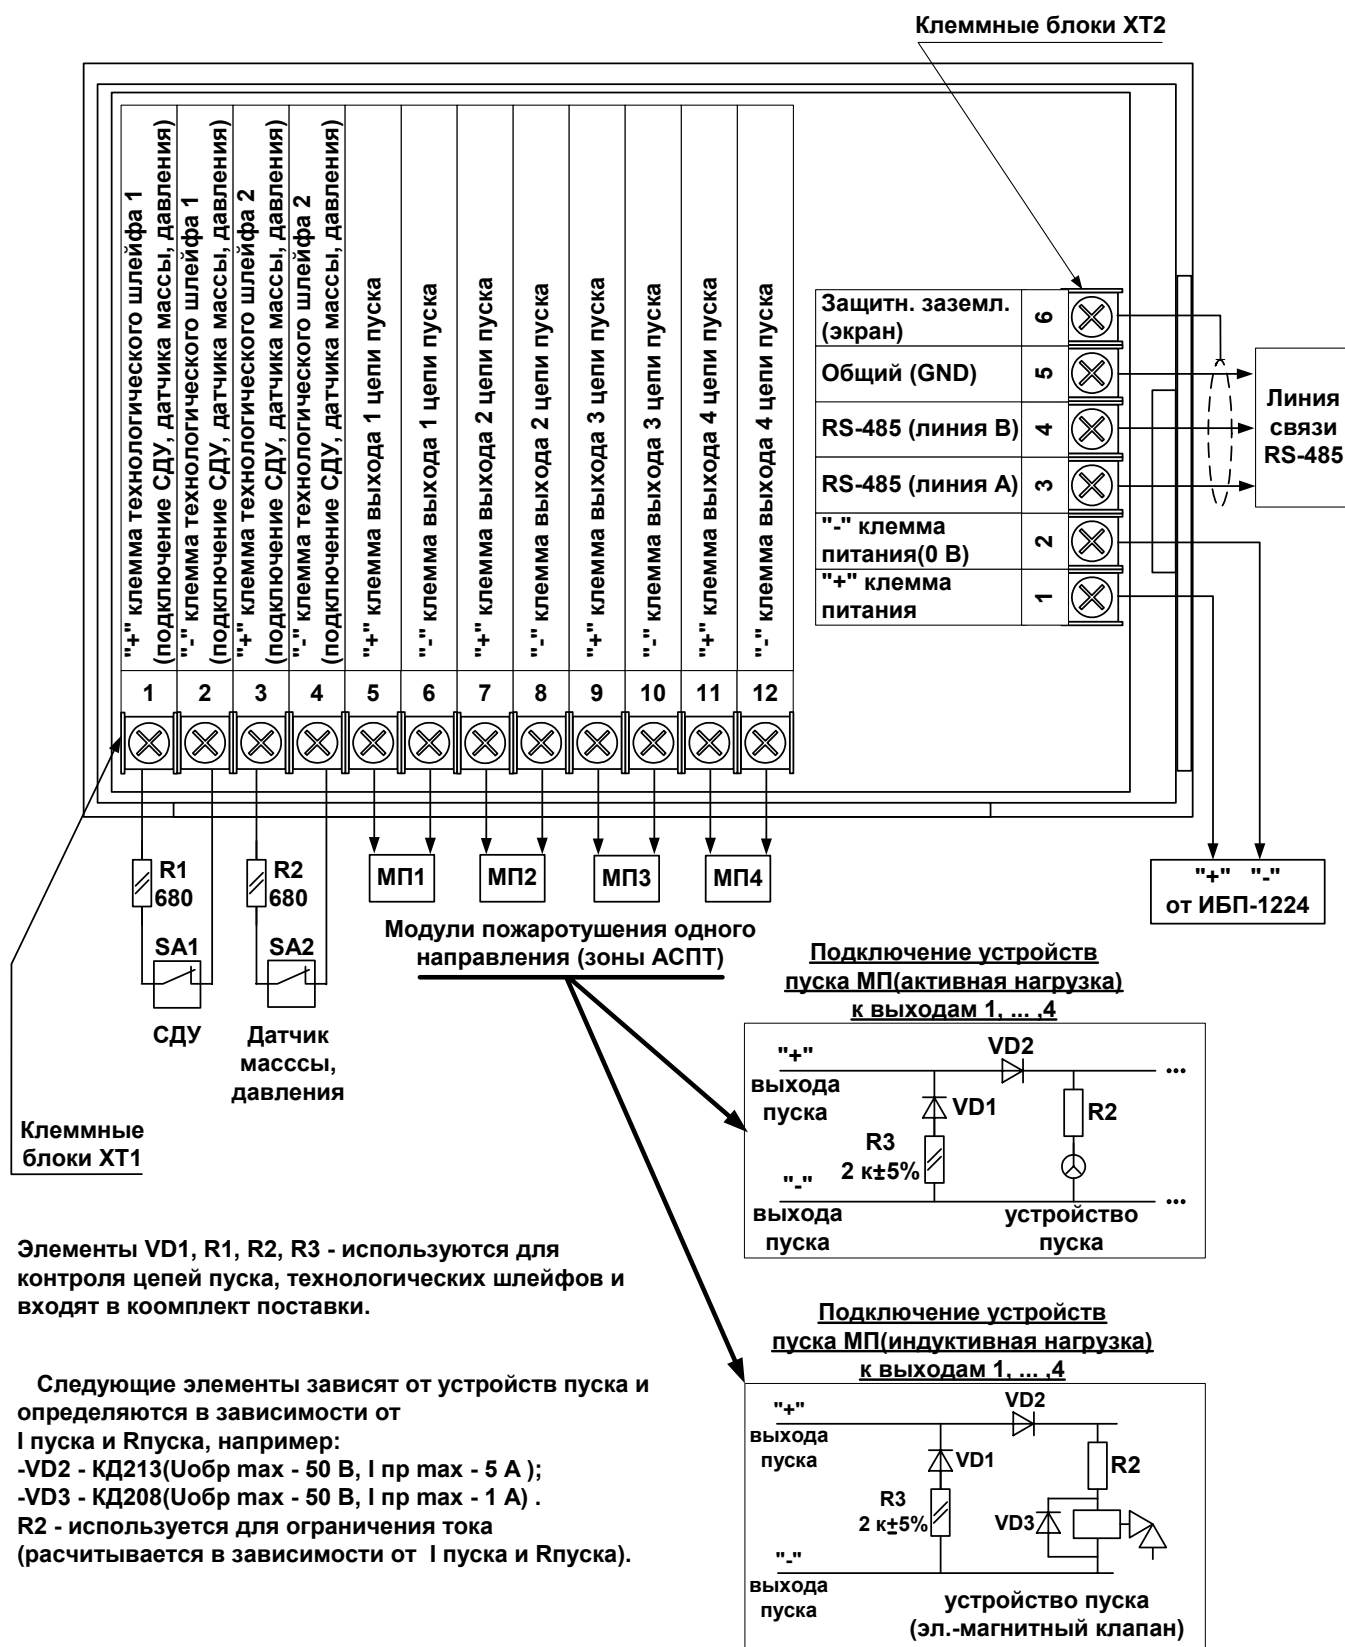 Клеммные блоки XT2
"+" клемма технологического шлейфа 1
(подключение СДУ, датчика массы, давления)
"-" клемма технологического шлейфа 1
(подключение СДУ, датчика массы, давления)
"+" клемма технологического шлейфа 2
(подключение СДУ, датчика массы, давления)
"-" клемма технологического шлейфа 2
(подключение СДУ, датчика массы, давления)
"+" клемма выхода 1 цепи пуска
"-" клемма выхода 1 цепи пуска
"+" клемма выхода 2 цепи пуска
"-" клемма выхода 2 цепи пуска
"+" клемма выхода 3 цепи пуска
"-" клемма выхода 3 цепи пуска
"+" клемма выхода 4 цепи пуска
"-" клемма выхода 4 цепи пуска
1 2 3 4 5 6 7 8 9 10 11 12
Защитн. заземл.
(экран)
6
Общий (GND)
5
RS-485 (линия B)
4
RS-485 (линия A)
3
"-" клемма
питания(0 В)
2
"+" клемма
питания
1
Линия
связи
RS-485
"+" "-"
от ИБП-1224
R1
680
R2
680
МП1
МП2
МП3
МП4
SA1
SA2
СДУ
Датчик
масссы,
давления
Модули пожаротушения одного
направления (зоны АСПТ)
Клеммные
блоки XT1
Подключение устройств
пуска МП(активная нагрузка)
к выходам 1, ... ,4
"+"
выхода
пуска
VD2
VD1
R2
R3
2 к±5%
...
"-"
выхода
пуска
...
устройство
пуска
Элементы VD1, R1, R2, R3 - используются для
контроля цепей пуска, технологических шлейфов и
входят в коомплект поставки.
Следующие элементы зависят от устройств пуска и
определяются в зависимости от
I пуска и Rпуска, например:
-VD2 - КД213(Uобр max - 50 В, I пр max - 5 А );
-VD3 - КД208(Uобр max - 50 В, I пр max - 1 А) .
R2 - используется для ограничения тока
(расчитывается в зависимости от I пуска и Rпуска).
Подключение устройств
пуска МП(индуктивная нагрузка)
к выходам 1, ... ,4
"+"
выхода
пуска
VD2
VD1
R2
R3
2 к±5%
VD3
"-"
выхода
пуска
устройство пуска
(эл.-магнитный клапан)